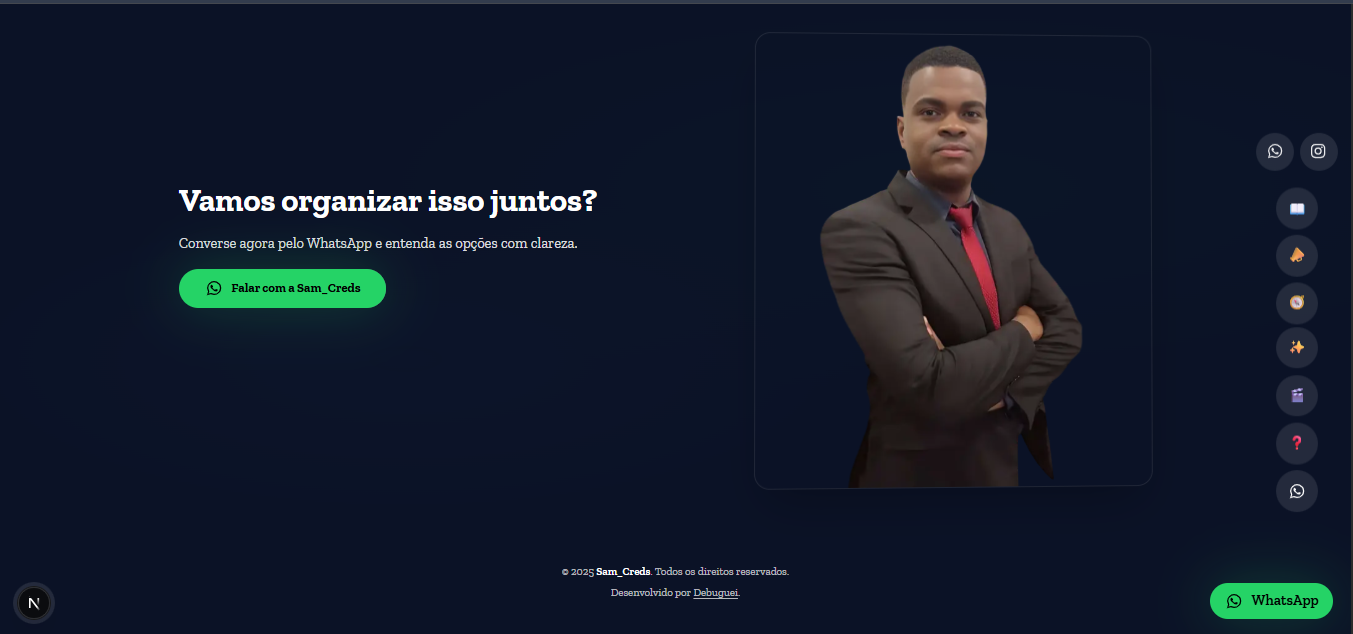 Vamos organizar isso juntos?
Converse agora pelo WhatsApp e entenda as opções com clareza.
Falar com a Sam_Creds
© 2025 Sam_Creds. Todos os direitos reservados.
Desenvolvido por Debuguei.
N
WhatsApp